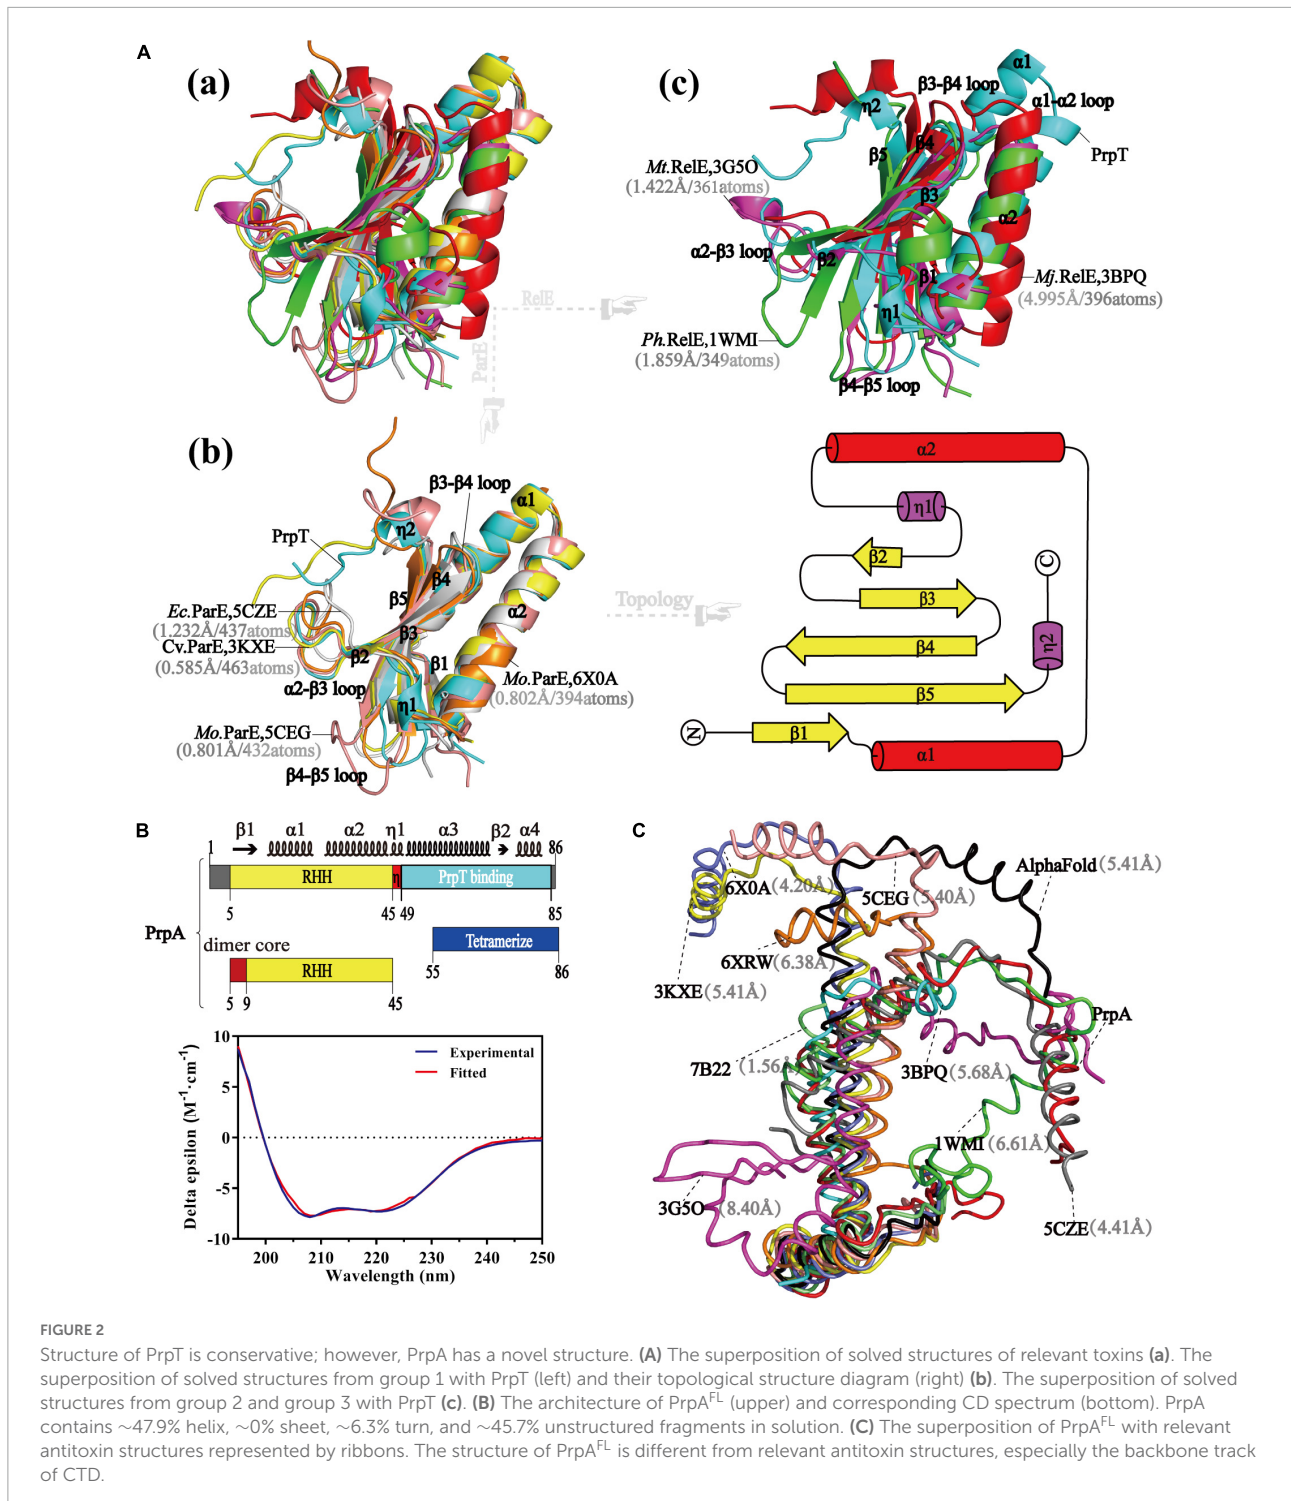 A
(a)
RelE
ParE
(c)
α1
β3-β4 loop
α1-α2 loop
η2
β4
β5
PrpT
Mt.RelE,3G5O
(1.422Å/361atoms)
β3
α2
α2-β3 loop
β2
β1
Mj.RelE,3BPQ
(4.995Å/396atoms)
η1
Ph.RelE,1WMI
(1.859Å/349atoms)
β4-β5 loop
(b)
β3-β4 loop
α1
η2
PrpT
β4
β5
Ec.ParE,5CZE
(1.232Å/437atoms)
α2
β3
Cv.ParE,3KXE
(0.585Å/463atoms)
β2
β1
α2-β3 loop
Mo.ParE,6X0A
(0.802Å/394atoms)
η1
Mo.ParE,5CEG
(0.801Å/432atoms)
β4-β5 loop
Topology
α2
η1
β2
C
β3
η2
β4
β5
N
β1
α1
B
β1 α1 α2 η1 α3 β2 α4
1 86
RHH η PrpT binding
5 45 49 85
PrpA
dimer core
Tetramerize
RHH
55 86
5 9 45
10
Experimental
Fitted
5
0
-5
-10
Delta epsilon (M⁻¹·cm⁻¹)
200 210 220 230 240 250
Wavelength (nm)
C
AlphaFold (5.41Å)
6X0A (4.20Å)
5CEG (5.40Å)
6XRW (6.38Å)
3KXE (5.41Å)
PrpA
7B22 (1.56Å)
3BPQ (5.68Å)
1WMI (6.61Å)
3G5O (8.40Å)
5CZE (4.41Å)
FIGURE 2
Structure of PrpT is conservative; however, PrpA has a novel structure. (A) The superposition of solved structures of relevant toxins (a). The
superposition of solved structures from group 1 with PrpT (left) and their topological structure diagram (right) (b). The superposition of solved
structures from group 2 and group 3 with PrpT (c). (B) The architecture of PrpA^FL (upper) and corresponding CD spectrum (bottom). PrpA
contains ~47.9% helix, ~0% sheet, ~6.3% turn, and ~45.7% unstructured fragments in solution. (C) The superposition of PrpA^FL with relevant
antitoxin structures represented by ribbons. The structure of PrpA^FL is different from relevant antitoxin structures, especially the backbone track
of CTD.